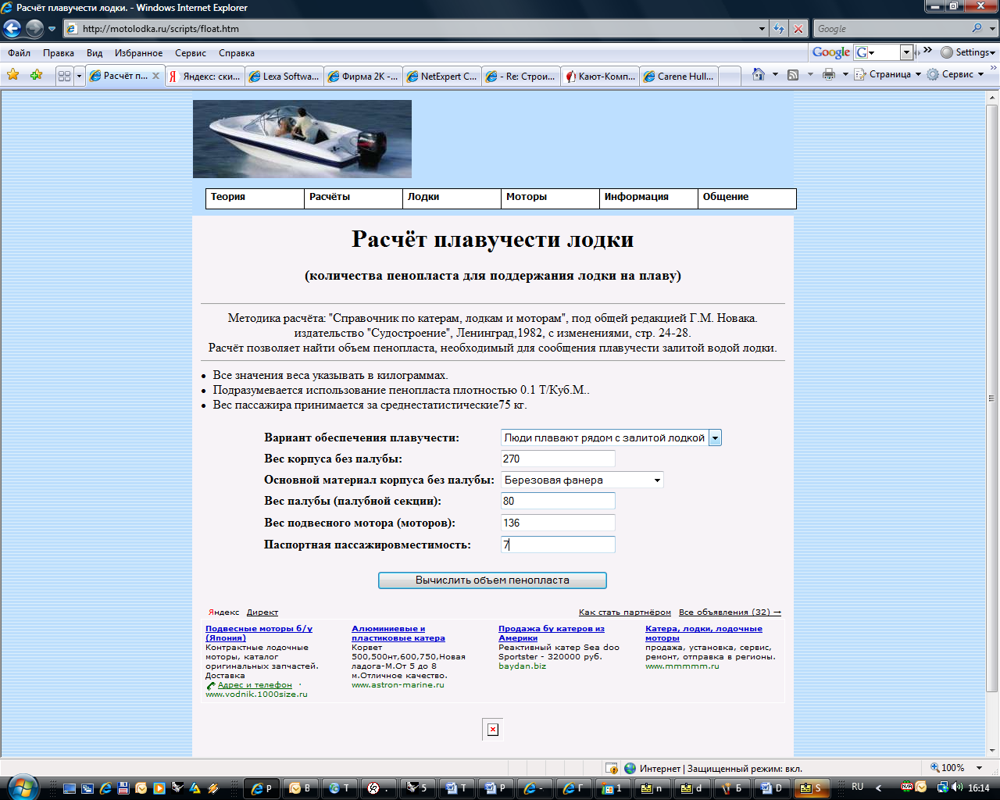 Расчёт плавучести лодки. - Windows Internet Explorer
http://motolodka.ru/scripts/float.htm
Google
Файл Правка Вид Избранное Сервис Справка
Google G Settings
Расчёт п... Яндекс: ски... Lexa Softwa... Фирма 2К -... NetExpert C... - Re: Строи... Кают-Комп... Carene Hull... Страница Сервис
Теория Расчёты Лодки Моторы Информация Общение
Расчёт плавучести лодки
(количества пенопласта для поддержания лодки на плаву)
Методика расчёта: "Справочник по катерам, лодкам и моторам", под общей редакцией Г.М. Новака.
издательство "Судостроение", Ленинград,1982, с изменениями, стр. 24-28.
Расчёт позволяет найти объем пенопласта, необходимый для сообщения плавучести залитой водой лодки.
• Все значения веса указывать в килограммах.
• Подразумевается использование пенопласта плотностью 0.1 Т/Куб.М..
• Вес пассажира принимается за среднестатистические75 кг.
Вариант обеспечения плавучести: Люди плавают рядом с залитой лодкой
Вес корпуса без палубы: 270
Основной материал корпуса без палубы: Березовая фанера
Вес палубы (палубной секции): 80
Вес подвесного мотора (моторов): 136
Паспортная пассажировместимость: 7
Вычислить объем пенопласта
Яндекс Директ Как стать партнёром Все объявления (32) →
Подвесные моторы б/у
(Япония)
Контрактные лодочные
моторы, каталог
оригинальных запчастей.
Доставка
Адрес и телефон ·
www.vodnik.1000size.ru
Алюминиевые и
пластиковые катера
Корвет
500,500нт,600,750,Новая
ладога-М.От 5 до 8
м.Отличное качество.
www.astron-marine.ru
Продажа бу катеров из
Америки
Реактивный катер Sea doo
Sportster - 320000 руб.
baydan.biz
Катера, лодки, лодочные
моторы
продажа, установка, сервис,
ремонт, отправка в регионы.
www.mmmmm.ru
Интернет | Защищенный режим: вкл. 100%
Р В Т . 5 Т Р - Г 1 n d Б D S RU 16:14